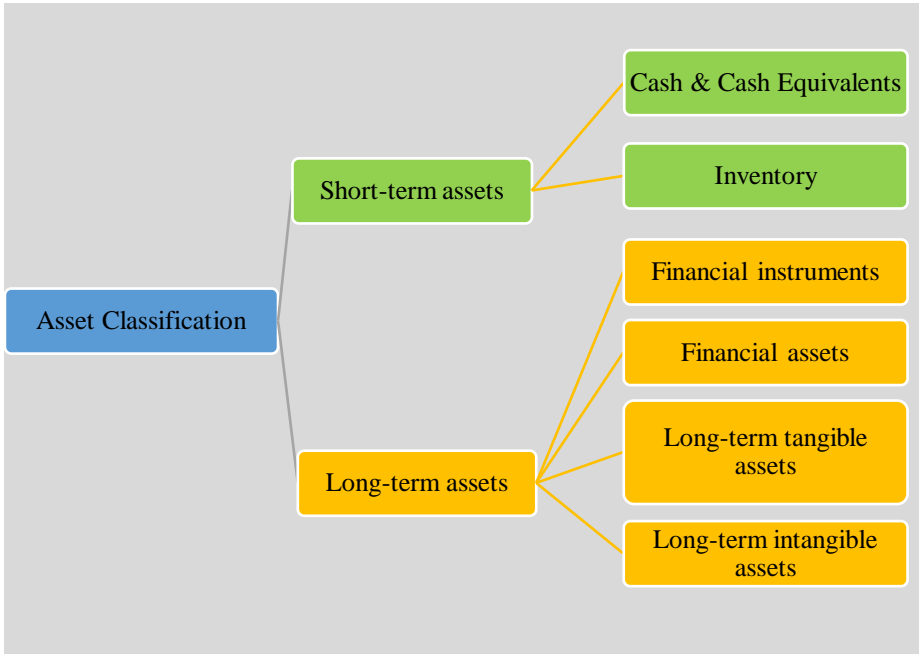 Asset Classification
Short-term assets
Cash & Cash Equivalents
Inventory
Long-term assets
Financial instruments
Financial assets
Long-term tangible
assets
Long-term intangible
assets